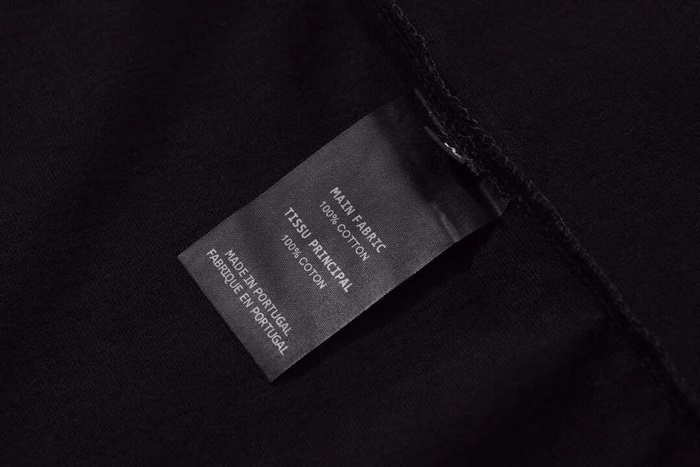 MAIN FABRIC
100% COTTON
TISSU PRINCIPAL
100% COTON
MADE IN PORTUGAL
FABRIQUE EN PORTUGAL